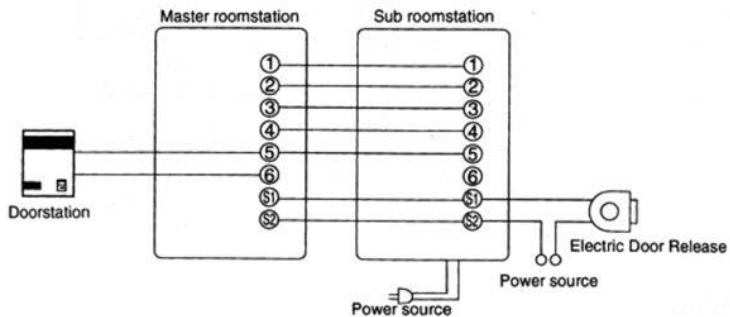 Master roomstation
Sub roomstation
① ①
② ②
③ ③
④ ④
⑤ ⑤
⑥ ⑥
S1 S1
S2 S2
Doorstation
Electric Door Release
Power source
Power source